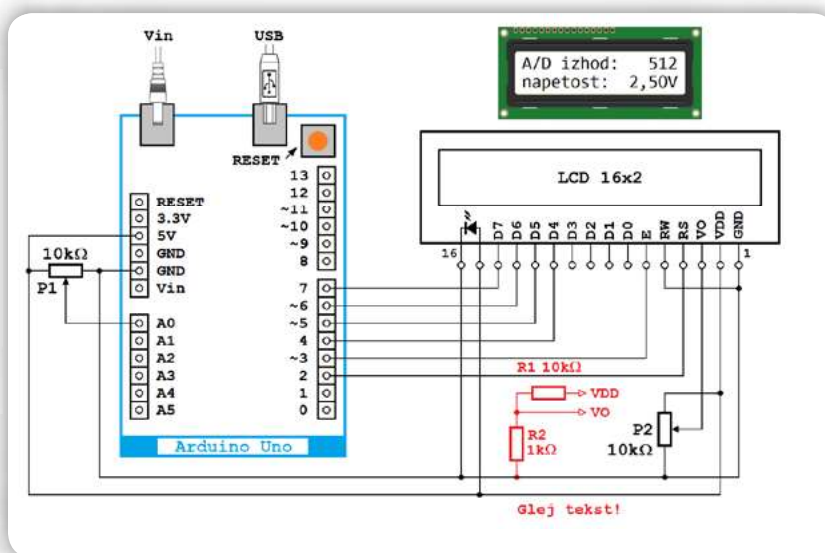 Vin
USB
A/D izhod: 512
napetost: 2,50V
RESET
LCD 16x2
16
D7
D6
D5
D4
D3
D2
D1
D0
E
RW
RS
VO
VDD
GND
1
RESET
3.3V
5V
GND
GND
Vin
10kΩ
P1
A0
A1
A2
A3
A4
A5
13
12
~11
~10
~9
8
7
~6
~5
4
~3
2
1
0
Arduino Uno
R1 10kΩ
VDD
VO
R2
1kΩ
P2
10kΩ
Glej tekst!